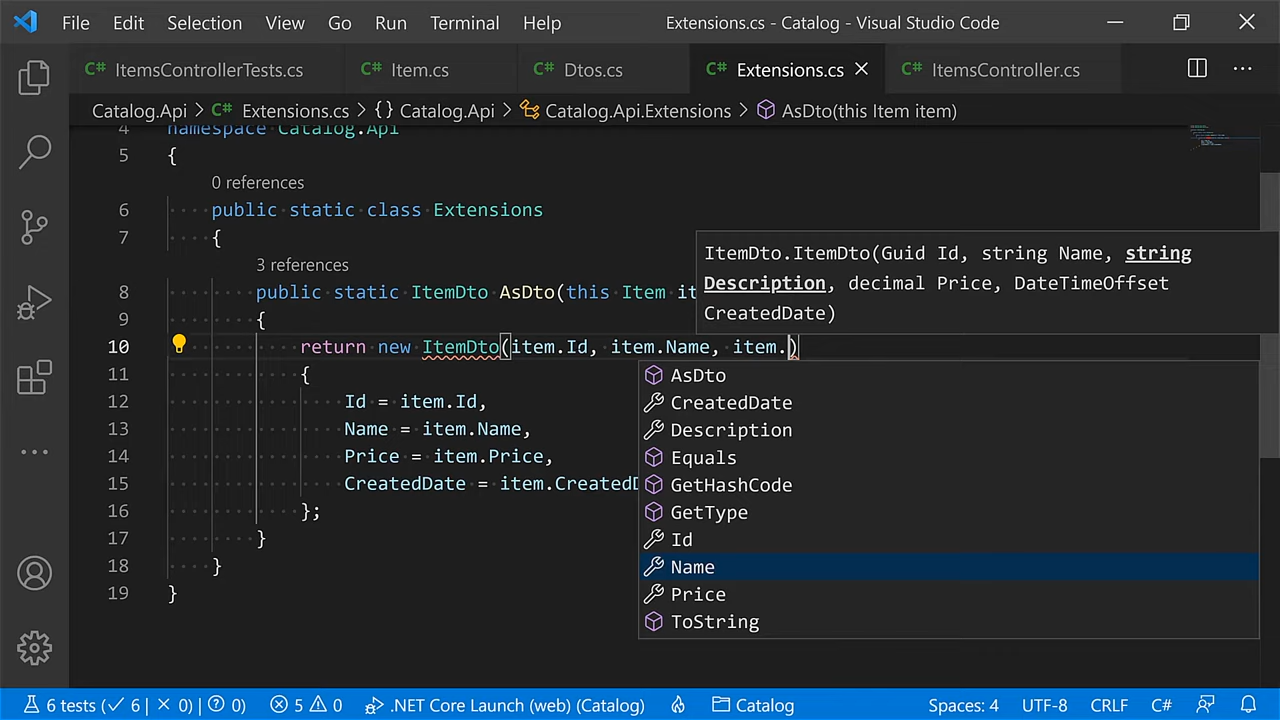 File Edit Selection View Go Run Terminal Help Extensions.cs - Catalog - Visual Studio Code
C# ItemsControllerTests.cs C# Item.cs C# Dtos.cs C# Extensions.cs C# ItemsController.cs
Catalog.Api > C# Extensions.cs > {} Catalog.Api > Catalog.Api.Extensions > AsDto(this Item item)
4 namespace Catalog.Api
5 {
0 references
6 public static class Extensions
7 {
3 references
8 public static ItemDto AsDto(this Item it
9 {
10 return new ItemDto(item.Id, item.Name, item.)
11 {
12 Id = item.Id,
13 Name = item.Name,
14 Price = item.Price,
15 CreatedDate = item.CreatedD
16 };
17 }
18 }
19 }
ItemDto.ItemDto(Guid Id, string Name, string
Description, decimal Price, DateTimeOffset
CreatedDate)
AsDto
CreatedDate
Description
Equals
GetHashCode
GetType
Id
Name
Price
ToString
6 tests (✓ 6 | ✕ 0) | ? 0) 5 0 .NET Core Launch (web) (Catalog) Catalog Spaces: 4 UTF-8 CRLF C#